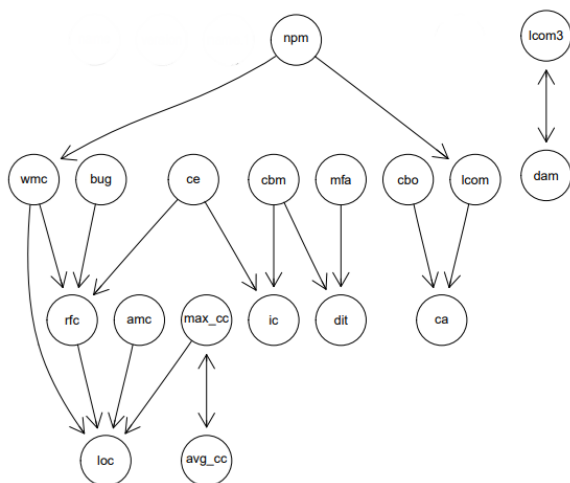 npm
lcom3
wmc
bug
ce
cbm
mfa
cbo
lcom
dam
rfc
amc
max_cc
ic
dit
ca
loc
avg_cc